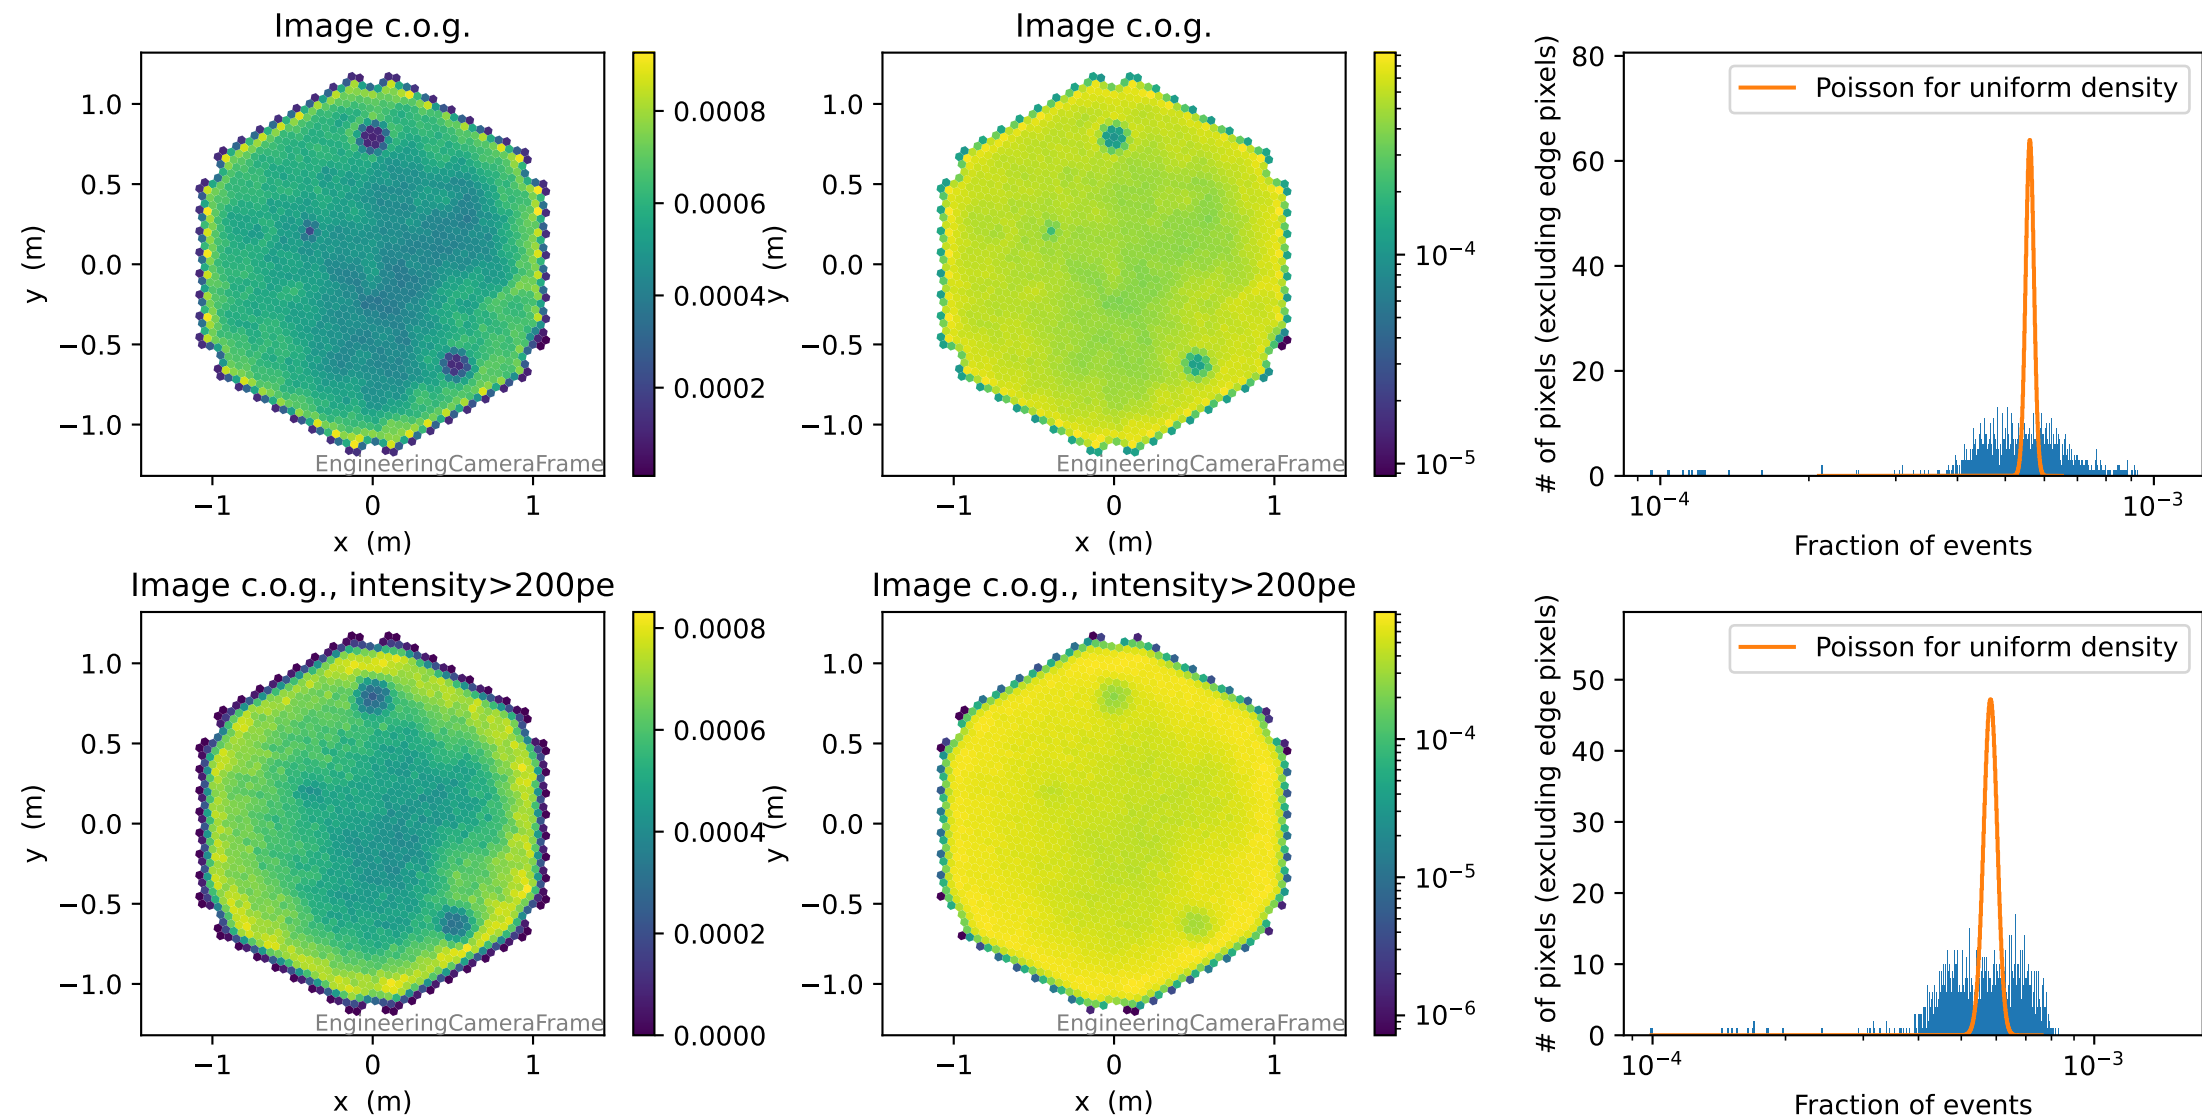 Image c.o.g.
1.0
0.5
0.0
−0.5
−1.0
y (m)
−1
0
1
x (m)
EngineeringCameraFrame
0.0008
0.0006
0.0004
0.0002
Image c.o.g.
1.0
0.5
0.0
−0.5
−1.0
y (m)
−1
0
1
x (m)
EngineeringCameraFrame
10⁻⁴
10⁻⁵
80
60
40
20
0
# of pixels (excluding edge pixels)
Poisson for uniform density
10⁻⁴
10⁻³
Fraction of events
Image c.o.g., intensity>200pe
1.0
0.5
0.0
−0.5
−1.0
y (m)
−1
0
1
x (m)
EngineeringCameraFrame
0.0008
0.0006
0.0004
0.0002
0.0000
Image c.o.g., intensity>200pe
1.0
0.5
0.0
−0.5
−1.0
y (m)
−1
0
1
x (m)
EngineeringCameraFrame
10⁻⁴
10⁻⁵
10⁻⁶
50
40
30
20
10
0
# of pixels (excluding edge pixels)
Poisson for uniform density
10⁻⁴
10⁻³
Fraction of events